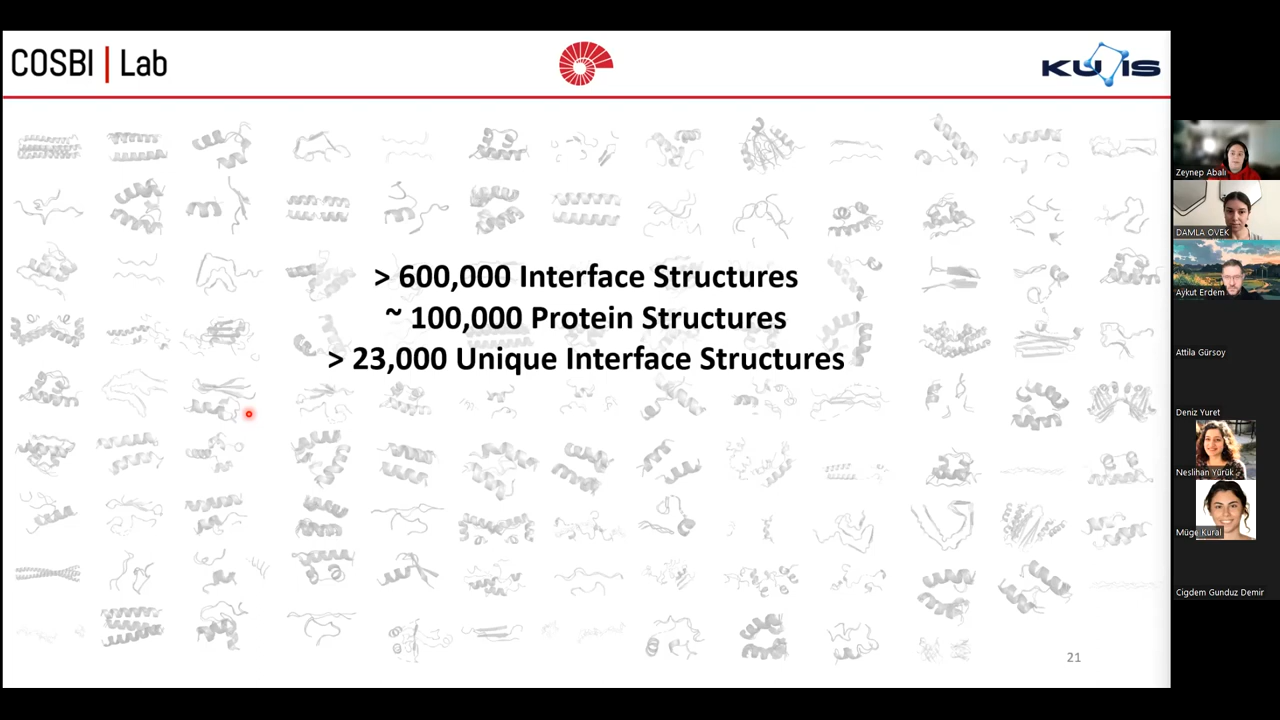 COSBI | Lab
KUIS
> 600,000 Interface Structures
~ 100,000 Protein Structures
> 23,000 Unique Interface Structures
21
Zeynep Abali
DAMLA OVEK
Aykut Erdem
Attila Gürsoy
Deniz Yuret
Neslihan Yürük
Müge Kural
Cigdem Gunduz Demir